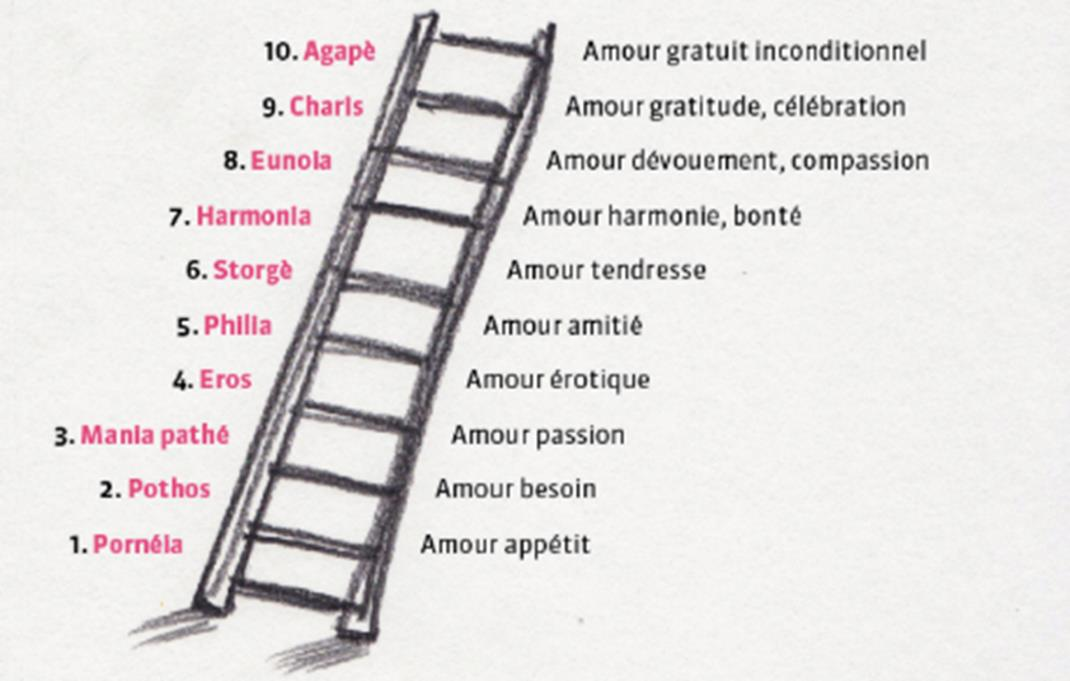 10. Agapè Amour gratuit inconditionnel
9. Charis Amour gratitude, célébration
8. Eunoia Amour dévouement, compassion
7. Harmonia Amour harmonie, bonté
6. Storgè Amour tendresse
5. Philia Amour amitié
4. Eros Amour érotique
3. Mania pathé Amour passion
2. Pothos Amour besoin
1. Pornéia Amour appétit